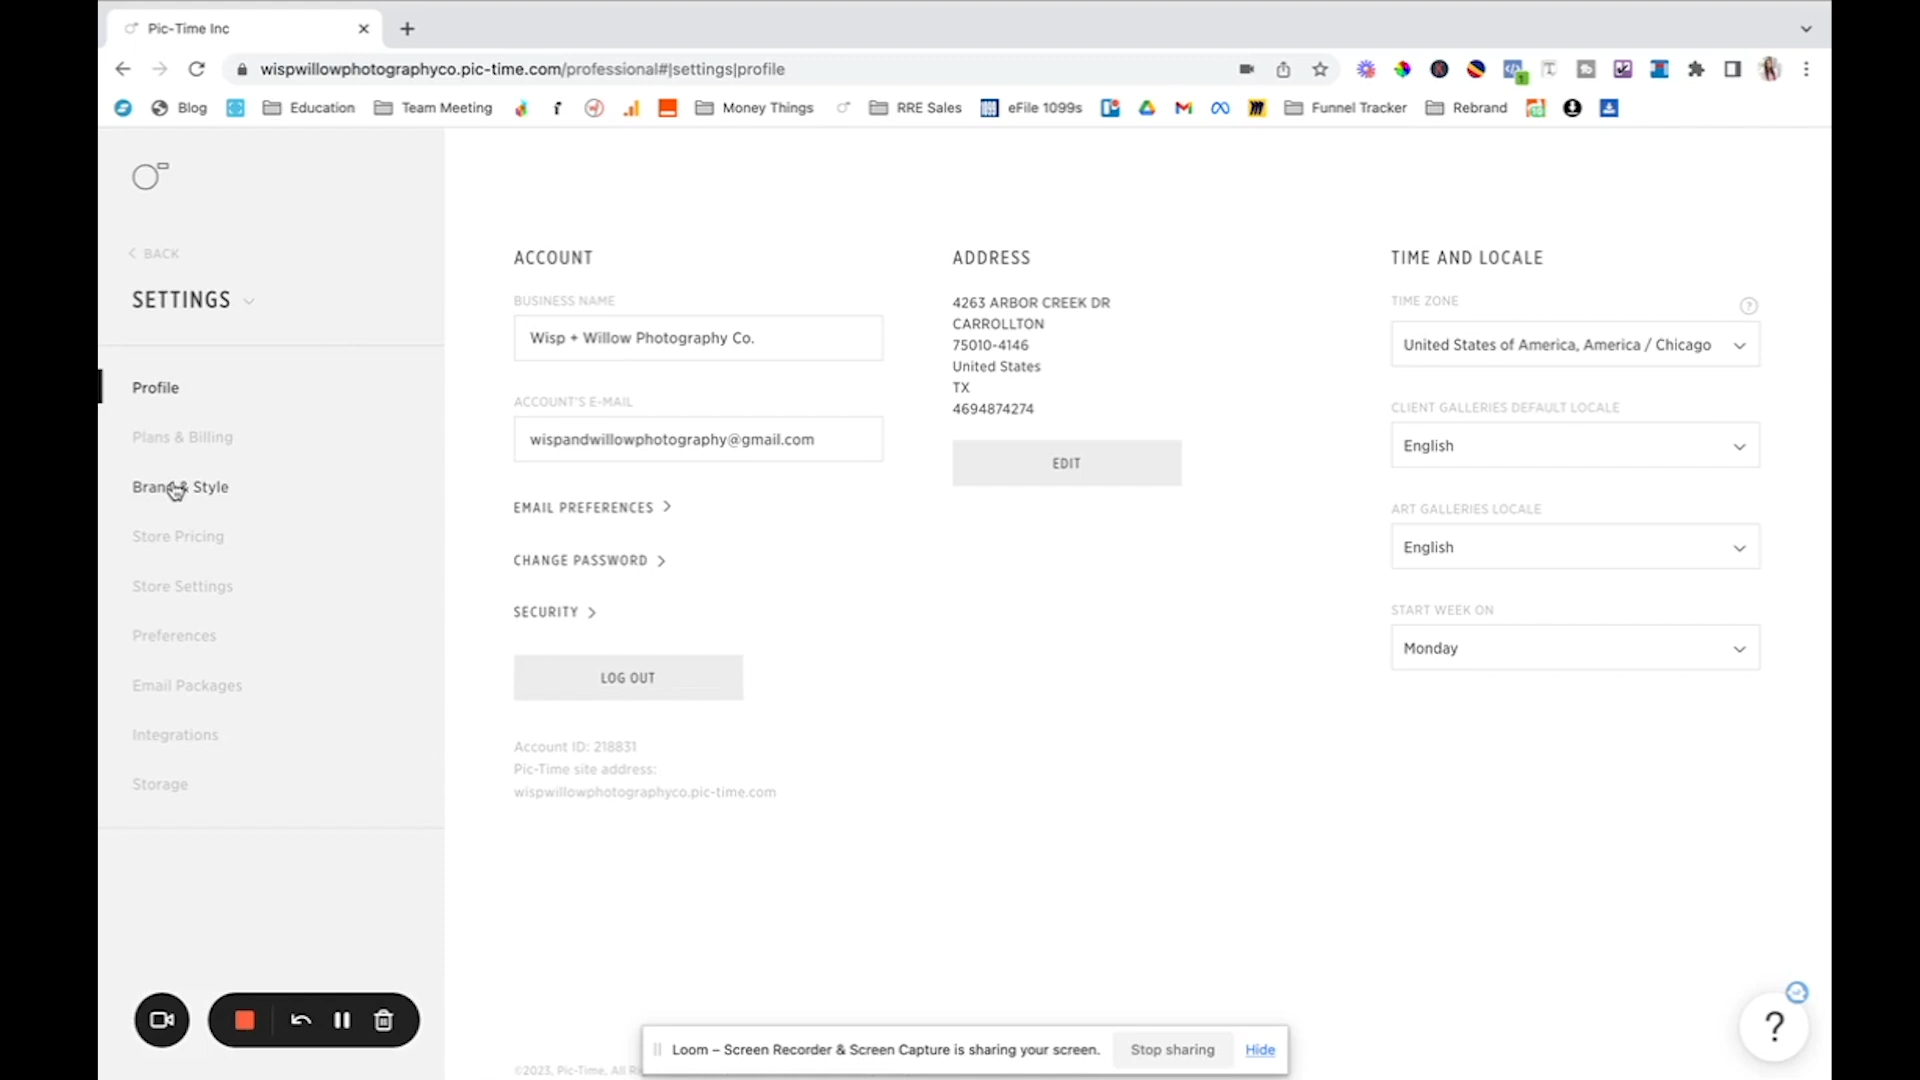 Pic-Time Inc
wispwillowphotographyco.pic-time.com/professional#|settings|profile
Blog
Education
Team Meeting
Money Things
RRE Sales
eFile 1099s
Funnel Tracker
Rebrand
BACK
SETTINGS
Profile
Plans & Billing
Brand & Style
Store Pricing
Store Settings
Preferences
Email Packages
Integrations
Storage
ACCOUNT
BUSINESS NAME
Wisp + Willow Photography Co.
ACCOUNT'S E-MAIL
wispandwillowphotography@gmail.com
EMAIL PREFERENCES
CHANGE PASSWORD
SECURITY
LOG OUT
Account ID: 218831
Pic-Time site address:
wispwillowphotographyco.pic-time.com
ADDRESS
4263 ARBOR CREEK DR
CARROLLTON
75010-4146
United States
TX
4694874274
EDIT
TIME AND LOCALE
TIME ZONE
?
United States of America, America / Chicago
CLIENT GALLERIES DEFAULT LOCALE
English
ART GALLERIES LOCALE
English
START WEEK ON
Monday
?
Loom – Screen Recorder & Screen Capture is sharing your screen.
Stop sharing
Hide
©2023, Pic-Time, All